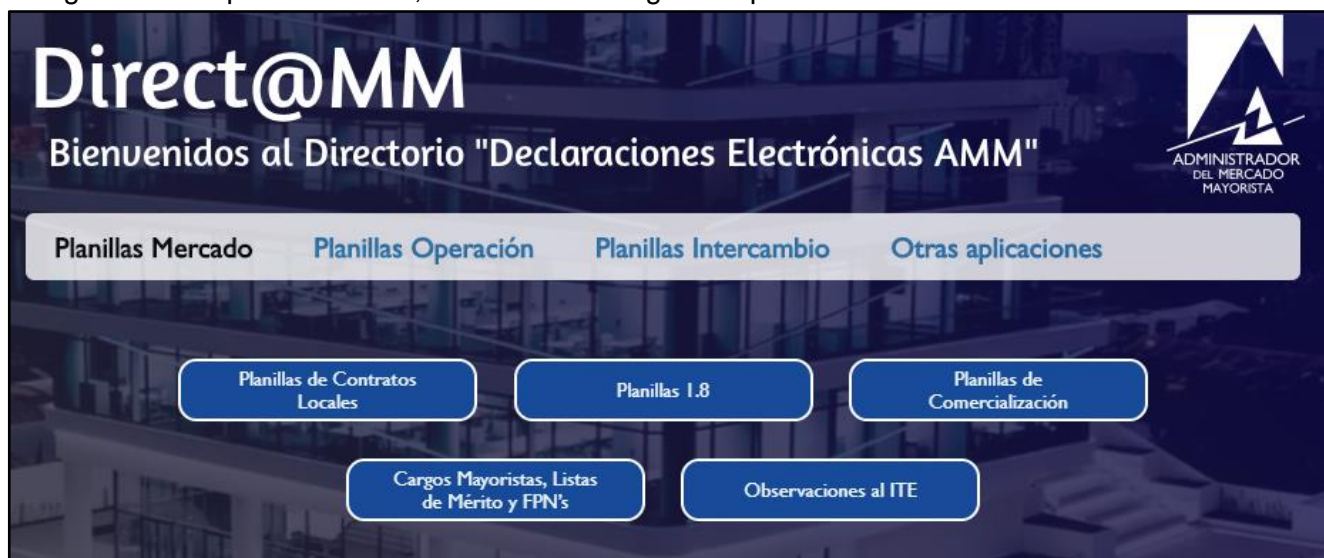 Direct@MM
Bienvenidos al Directorio "Declaraciones Electrónicas AMM"
ADMINISTRADOR
DEL MERCADO
MAYORISTA
Planillas Mercado Planillas Operación Planillas Intercambio Otras aplicaciones
Planillas de Contratos
Locales
Planillas 1.8
Planillas de
Comercialización
Cargos Mayoristas, Listas
de Mérito y FPN's
Observaciones al ITE